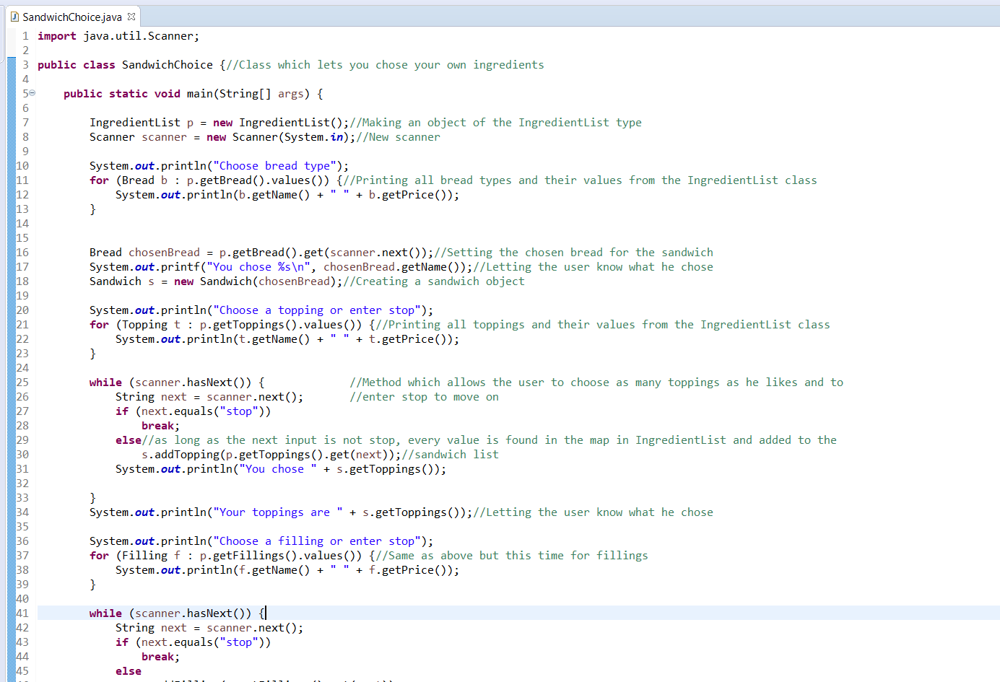 SandwichChoice.java
1 import java.util.Scanner;
2
3 public class SandwichChoice {//Class which lets you chose your own ingredients
4
5     public static void main(String[] args) {
6
7         IngredientList p = new IngredientList();//Making an object of the IngredientList type
8         Scanner scanner = new Scanner(System.in);//New scanner
9
10         System.out.println("Choose bread type");
11         for (Bread b : p.getBread().values()) {//Printing all bread types and their values from the IngredientList class
12             System.out.println(b.getName() + " " + b.getPrice());
13         }
14
15
16         Bread chosenBread = p.getBread().get(scanner.next());//Setting the chosen bread for the sandwich
17         System.out.printf("You chose %s\n", chosenBread.getName());//Letting the user know what he chose
18         Sandwich s = new Sandwich(chosenBread);//Creating a sandwich object
19
20         System.out.println("Choose a topping or enter stop");
21         for (Topping t : p.getToppings().values()) {//Printing all toppings and their values from the IngredientList class
22             System.out.println(t.getName() + " " + t.getPrice());
23         }
24
25         while (scanner.hasNext()) {             //Method which allows the user to choose as many toppings as he likes and to
26             String next = scanner.next();       //enter stop to move on
27             if (next.equals("stop"))
28                 break;
29             else//as long as the next input is not stop, every value is found in the map in IngredientList and added to the
30                 s.addTopping(p.getToppings().get(next));//sandwich list
31             System.out.println("You chose " + s.getToppings());
32
33         }
34         System.out.println("Your toppings are " + s.getToppings());//Letting the user know what he chose
35
36         System.out.println("Choose a filling or enter stop");
37         for (Filling f : p.getFillings().values()) {//Same as above but this time for fillings
38             System.out.println(f.getName() + " " + f.getPrice());
39         }
40
41         while (scanner.hasNext()) {
42             String next = scanner.next();
43             if (next.equals("stop"))
44                 break;
45             else